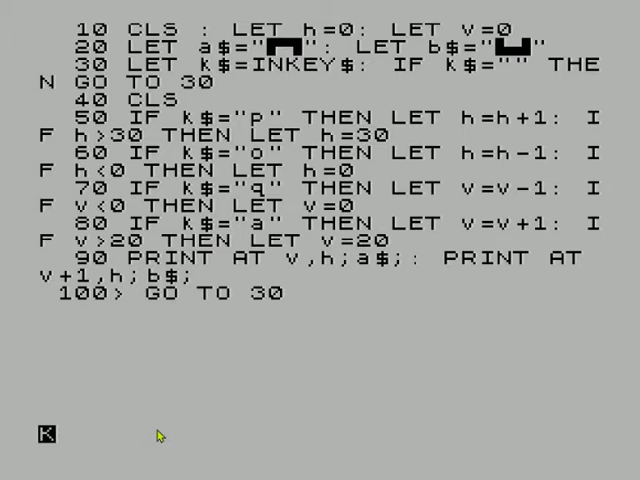 10 CLS : LET h=0: LET v=0
20 LET a$="▛▜": LET b$="▙▟"
30 LET k$=INKEY$: IF k$="" THE
N GO TO 30
40 CLS
50 IF k$="p" THEN LET h=h+1: I
F h>30 THEN LET h=30
60 IF k$="o" THEN LET h=h-1: I
F h<0 THEN LET h=0
70 IF k$="q" THEN LET v=v-1: I
F v<0 THEN LET v=0
80 IF k$="a" THEN LET v=v+1: I
F v>20 THEN LET v=20
90 PRINT AT v,h;a$;: PRINT AT
v+1,h;b$;
100> GO TO 30
K